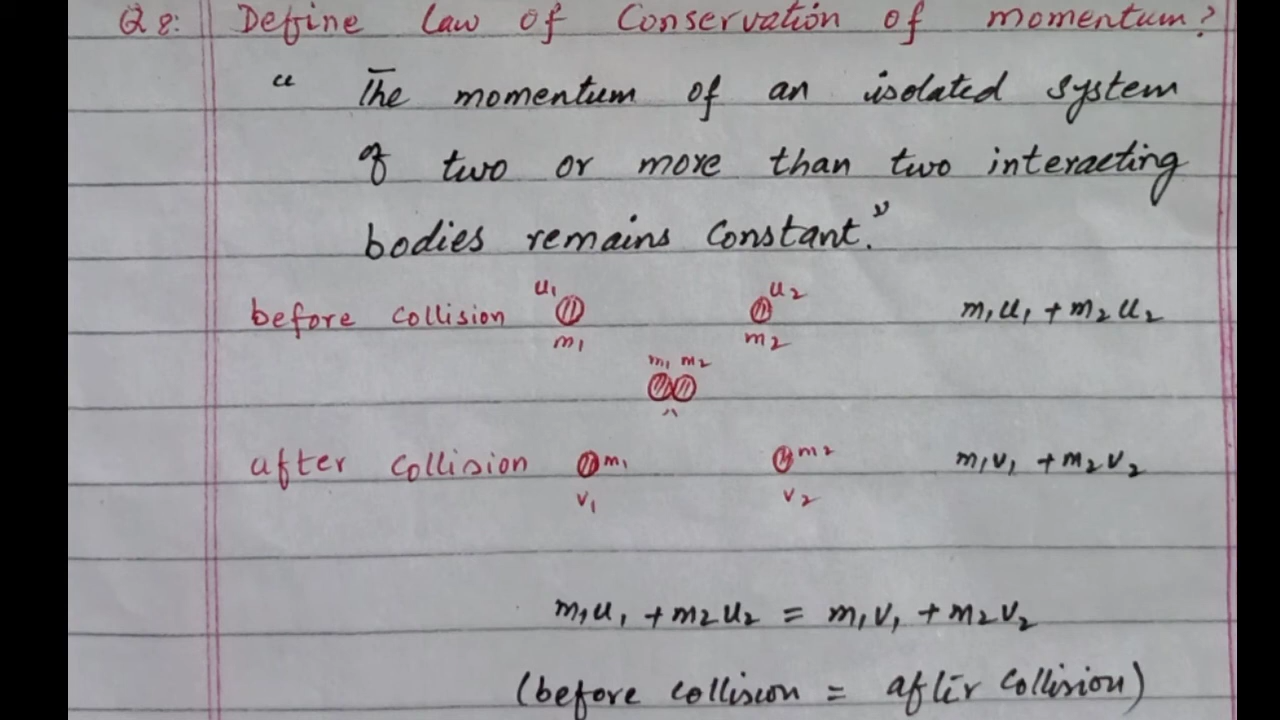 Q 8: Define law of Conservation of momentum?
" The momentum of an isolated system
of two or more than two interacting
bodies remains constant."
u1 u2
before collision m1u1 + m2u2
m1 m2
m1 m2
after collision m1 m2 m1v1 + m2v2
v1 v2
m1u1 + m2u2 = m1v1 + m2v2
(before collision = after collision)